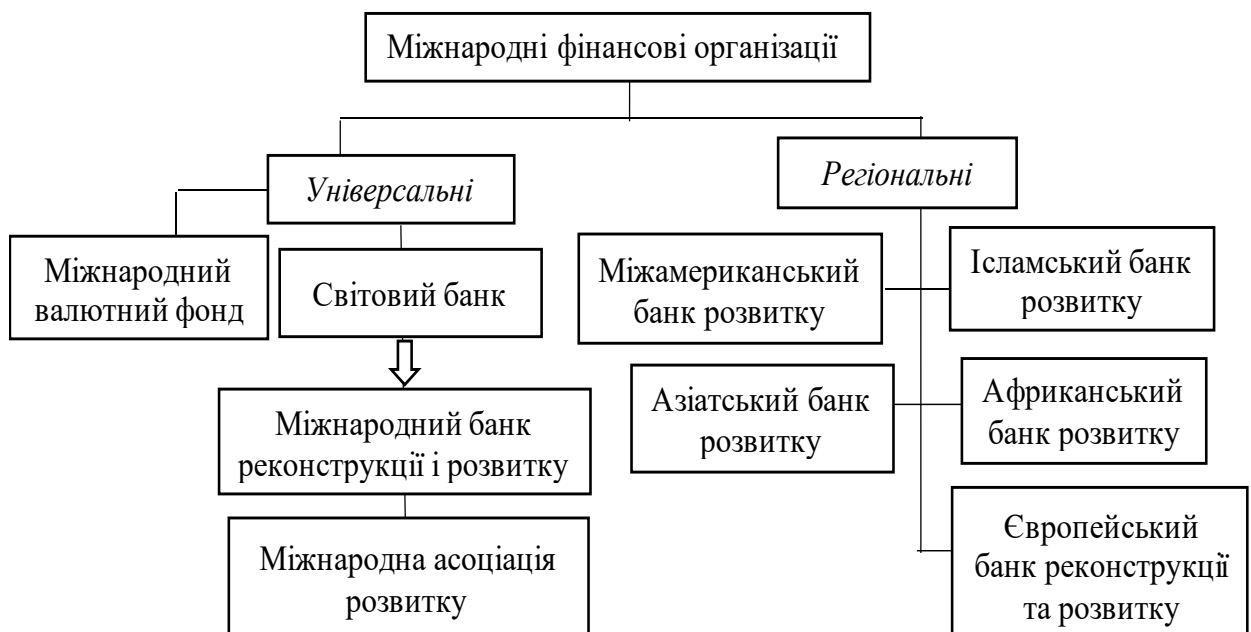 Міжнародні фінансові організації
Універсальні
Регіональні
Міжнародний
валютний фонд
Світовий банк
Міжнародний банк
реконструкції і розвитку
Міжнародна асоціація
розвитку
Міжамериканський
банк розвитку
Ісламський банк
розвитку
Азіатський банк
розвитку
Африканський
банк розвитку
Європейський
банк реконструкції
та розвитку